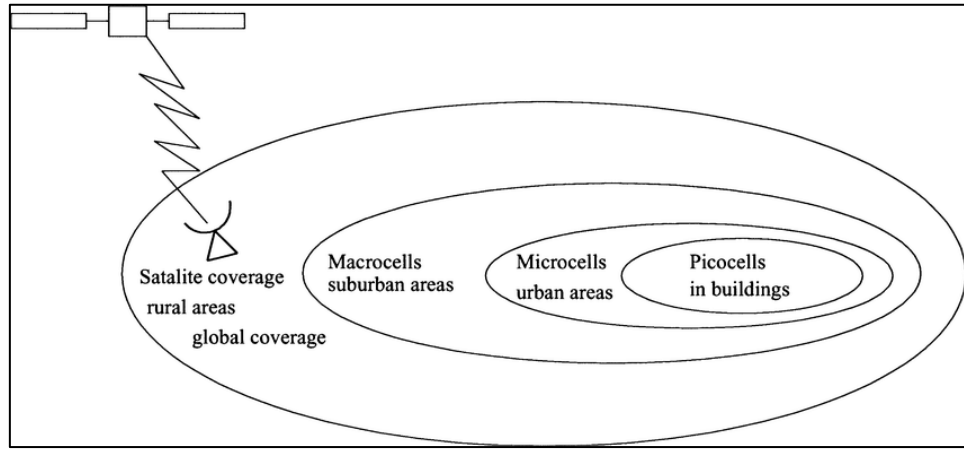 Satalite coverage
rural areas
global coverage
Macrocells
suburban areas
Microcells
urban areas
Picocells
in buildings